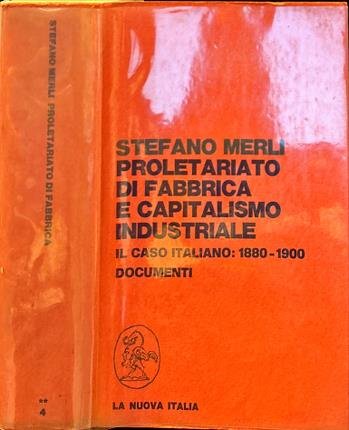 STEFANO MERLI PROLETARIATO DI FABBRICA
**
4
STEFANO MERLI
PROLETARIATO
DI FABBRICA
E CAPITALISMO
INDUSTRIALE
IL CASO ITALIANO: 1880-1900
DOCUMENTI
LA NUOVA ITALIA